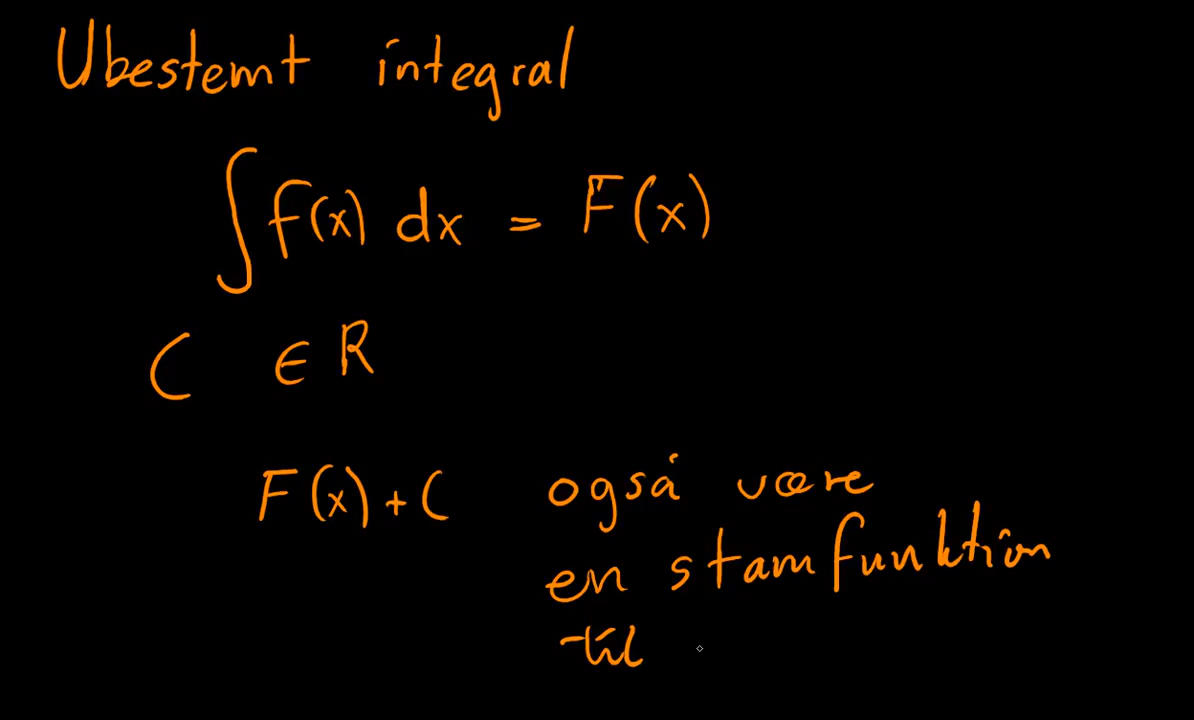 Ubestemt integral
∫ f(x) dx = F(x)
C ∈ R
F(x) + C også være
en stamfunktion
til